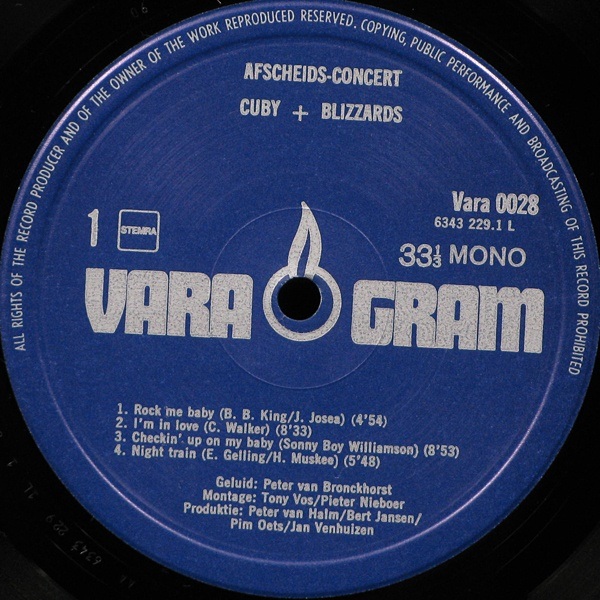 ALL RIGHTS OF THE RECORD PRODUCER AND OF THE OWNER OF THE WORK REPRODUCED RESERVED. COPYING, PUBLIC PERFORMANCE AND BROADCASTING OF THIS RECORD PROHIBITED
AFSCHEIDS-CONCERT
CUBY + BLIZZARDS
Vara 0028
6343 229.1 L
1 STEMRA
33⅓ MONO
VARA GRAM
1. Rock me baby (B. B. King/J. Josea) (4'54)
2. I'm in love (C. Walker) (8'33)
3. Checkin' up on my baby (Sonny Boy Williamson) (8'53)
4. Night train (E. Gelling/H. Muskee) (5'48)
Geluid: Peter van Bronckhorst
Montage: Tony Vos/Pieter Nieboer
Produktie: Peter van Halm/Bert Jansen/
Pim Oets/Jan Venhuizen